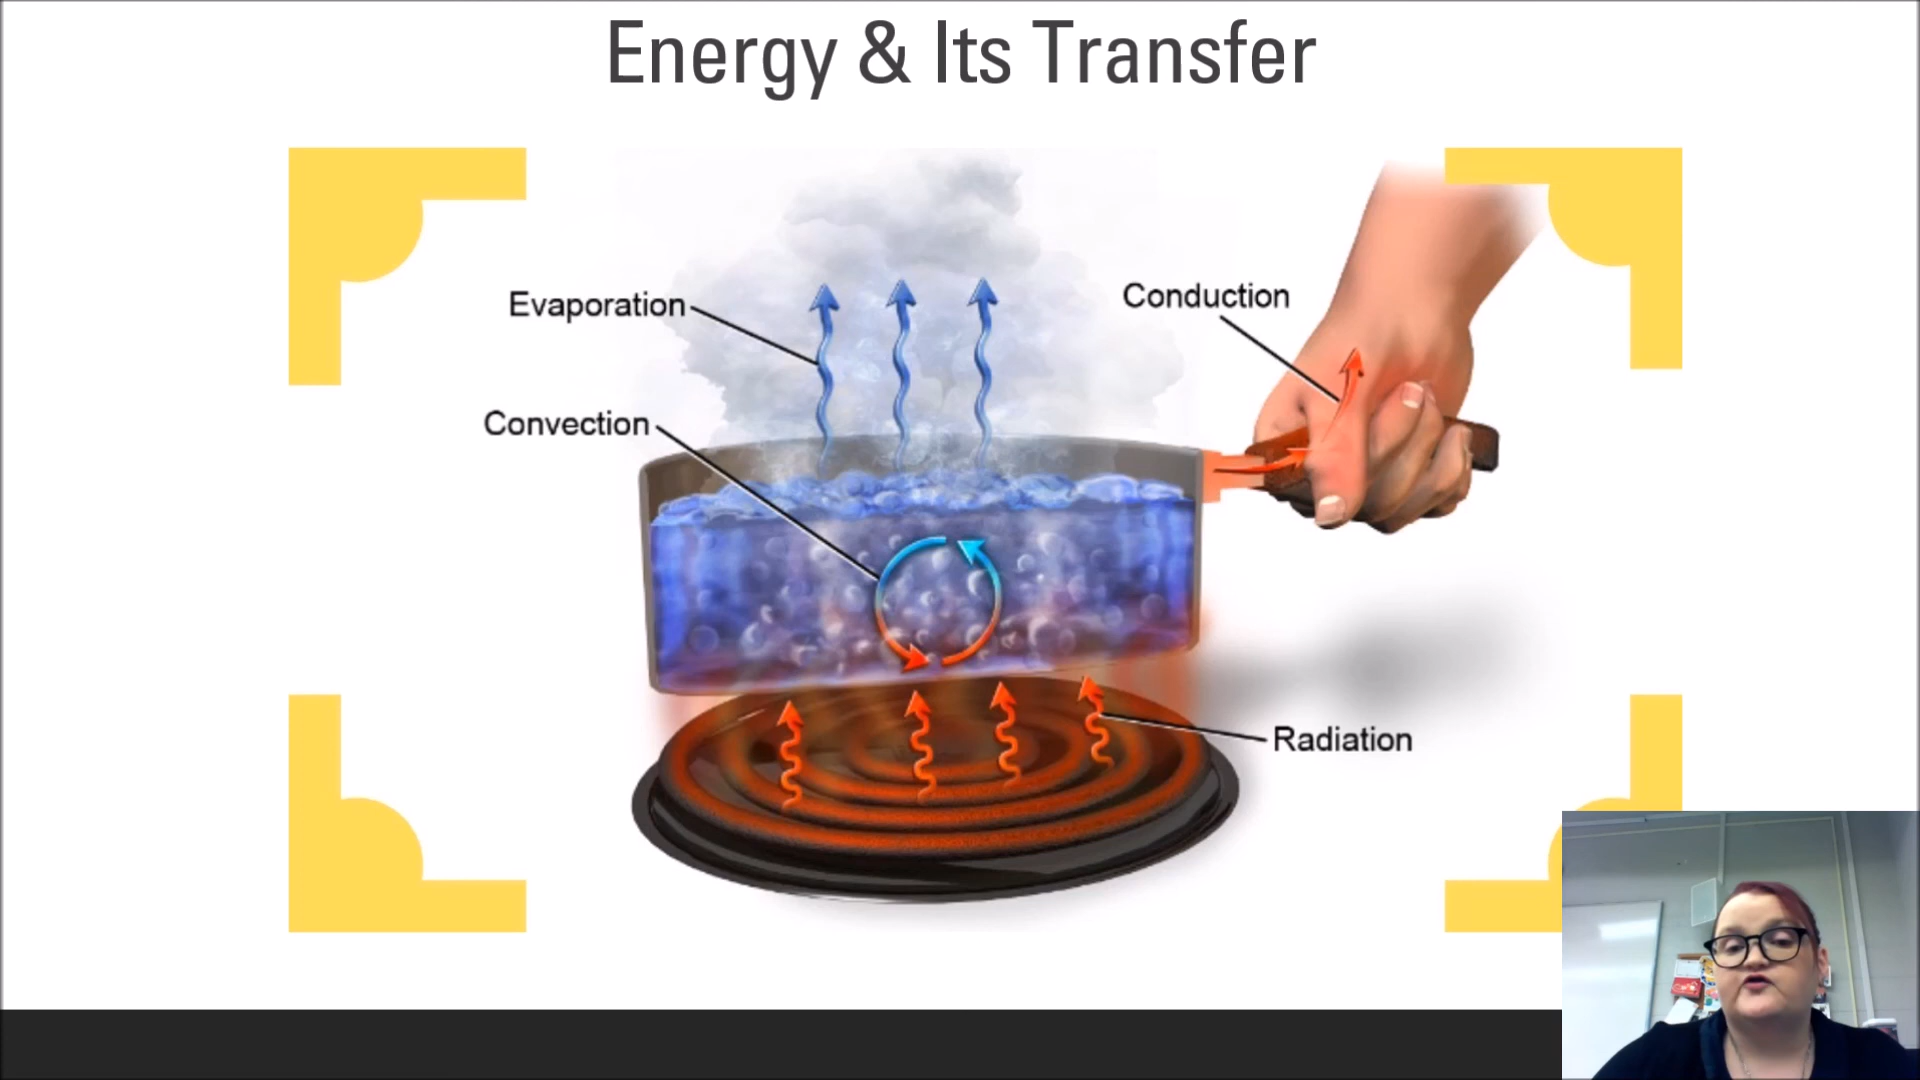 Energy & Its Transfer
Evaporation
Conduction
Convection
Radiation